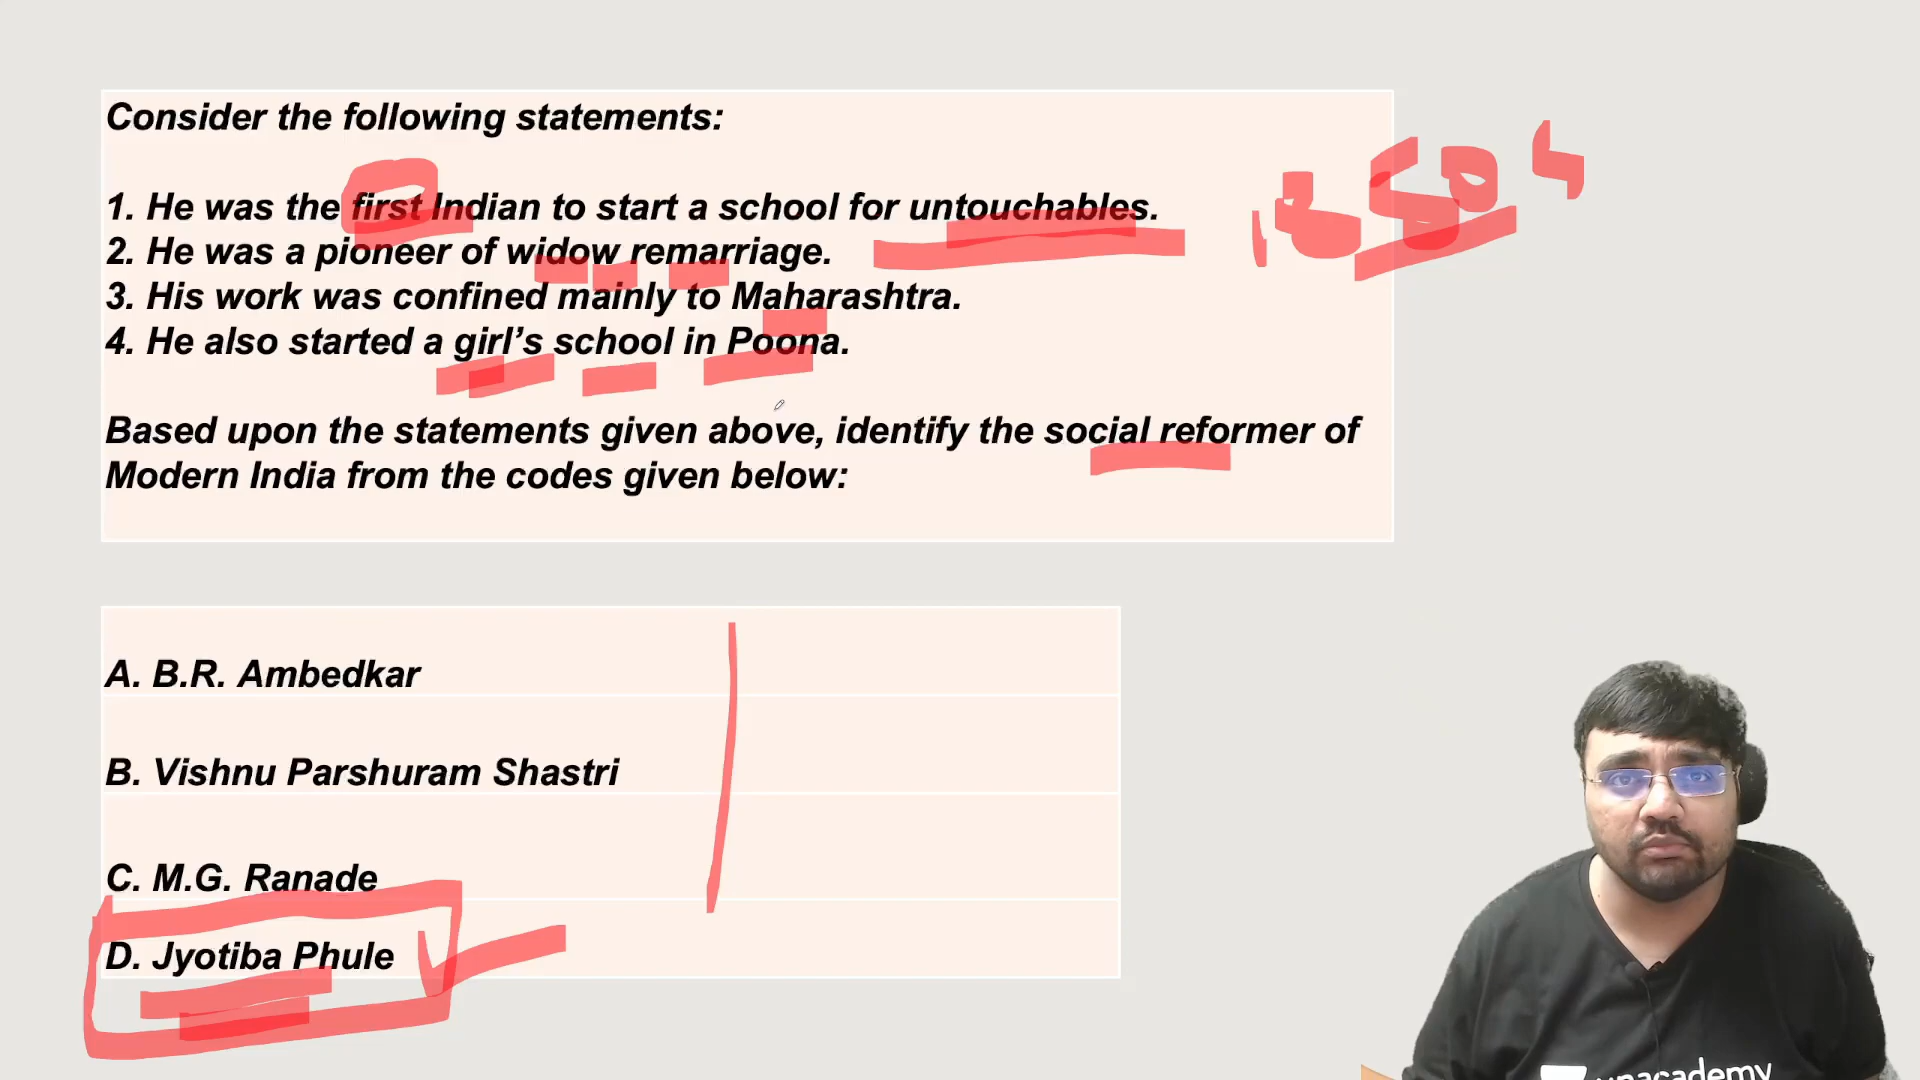 Consider the following statements:
1. He was the first Indian to start a school for untouchables.
2. He was a pioneer of widow remarriage.
3. His work was confined mainly to Maharashtra.
4. He also started a girl’s school in Poona.
Based upon the statements given above, identify the social reformer of
Modern India from the codes given below:
A. B.R. Ambedkar
B. Vishnu Parshuram Shastri
C. M.G. Ranade
D. Jyotiba Phule
unacademy